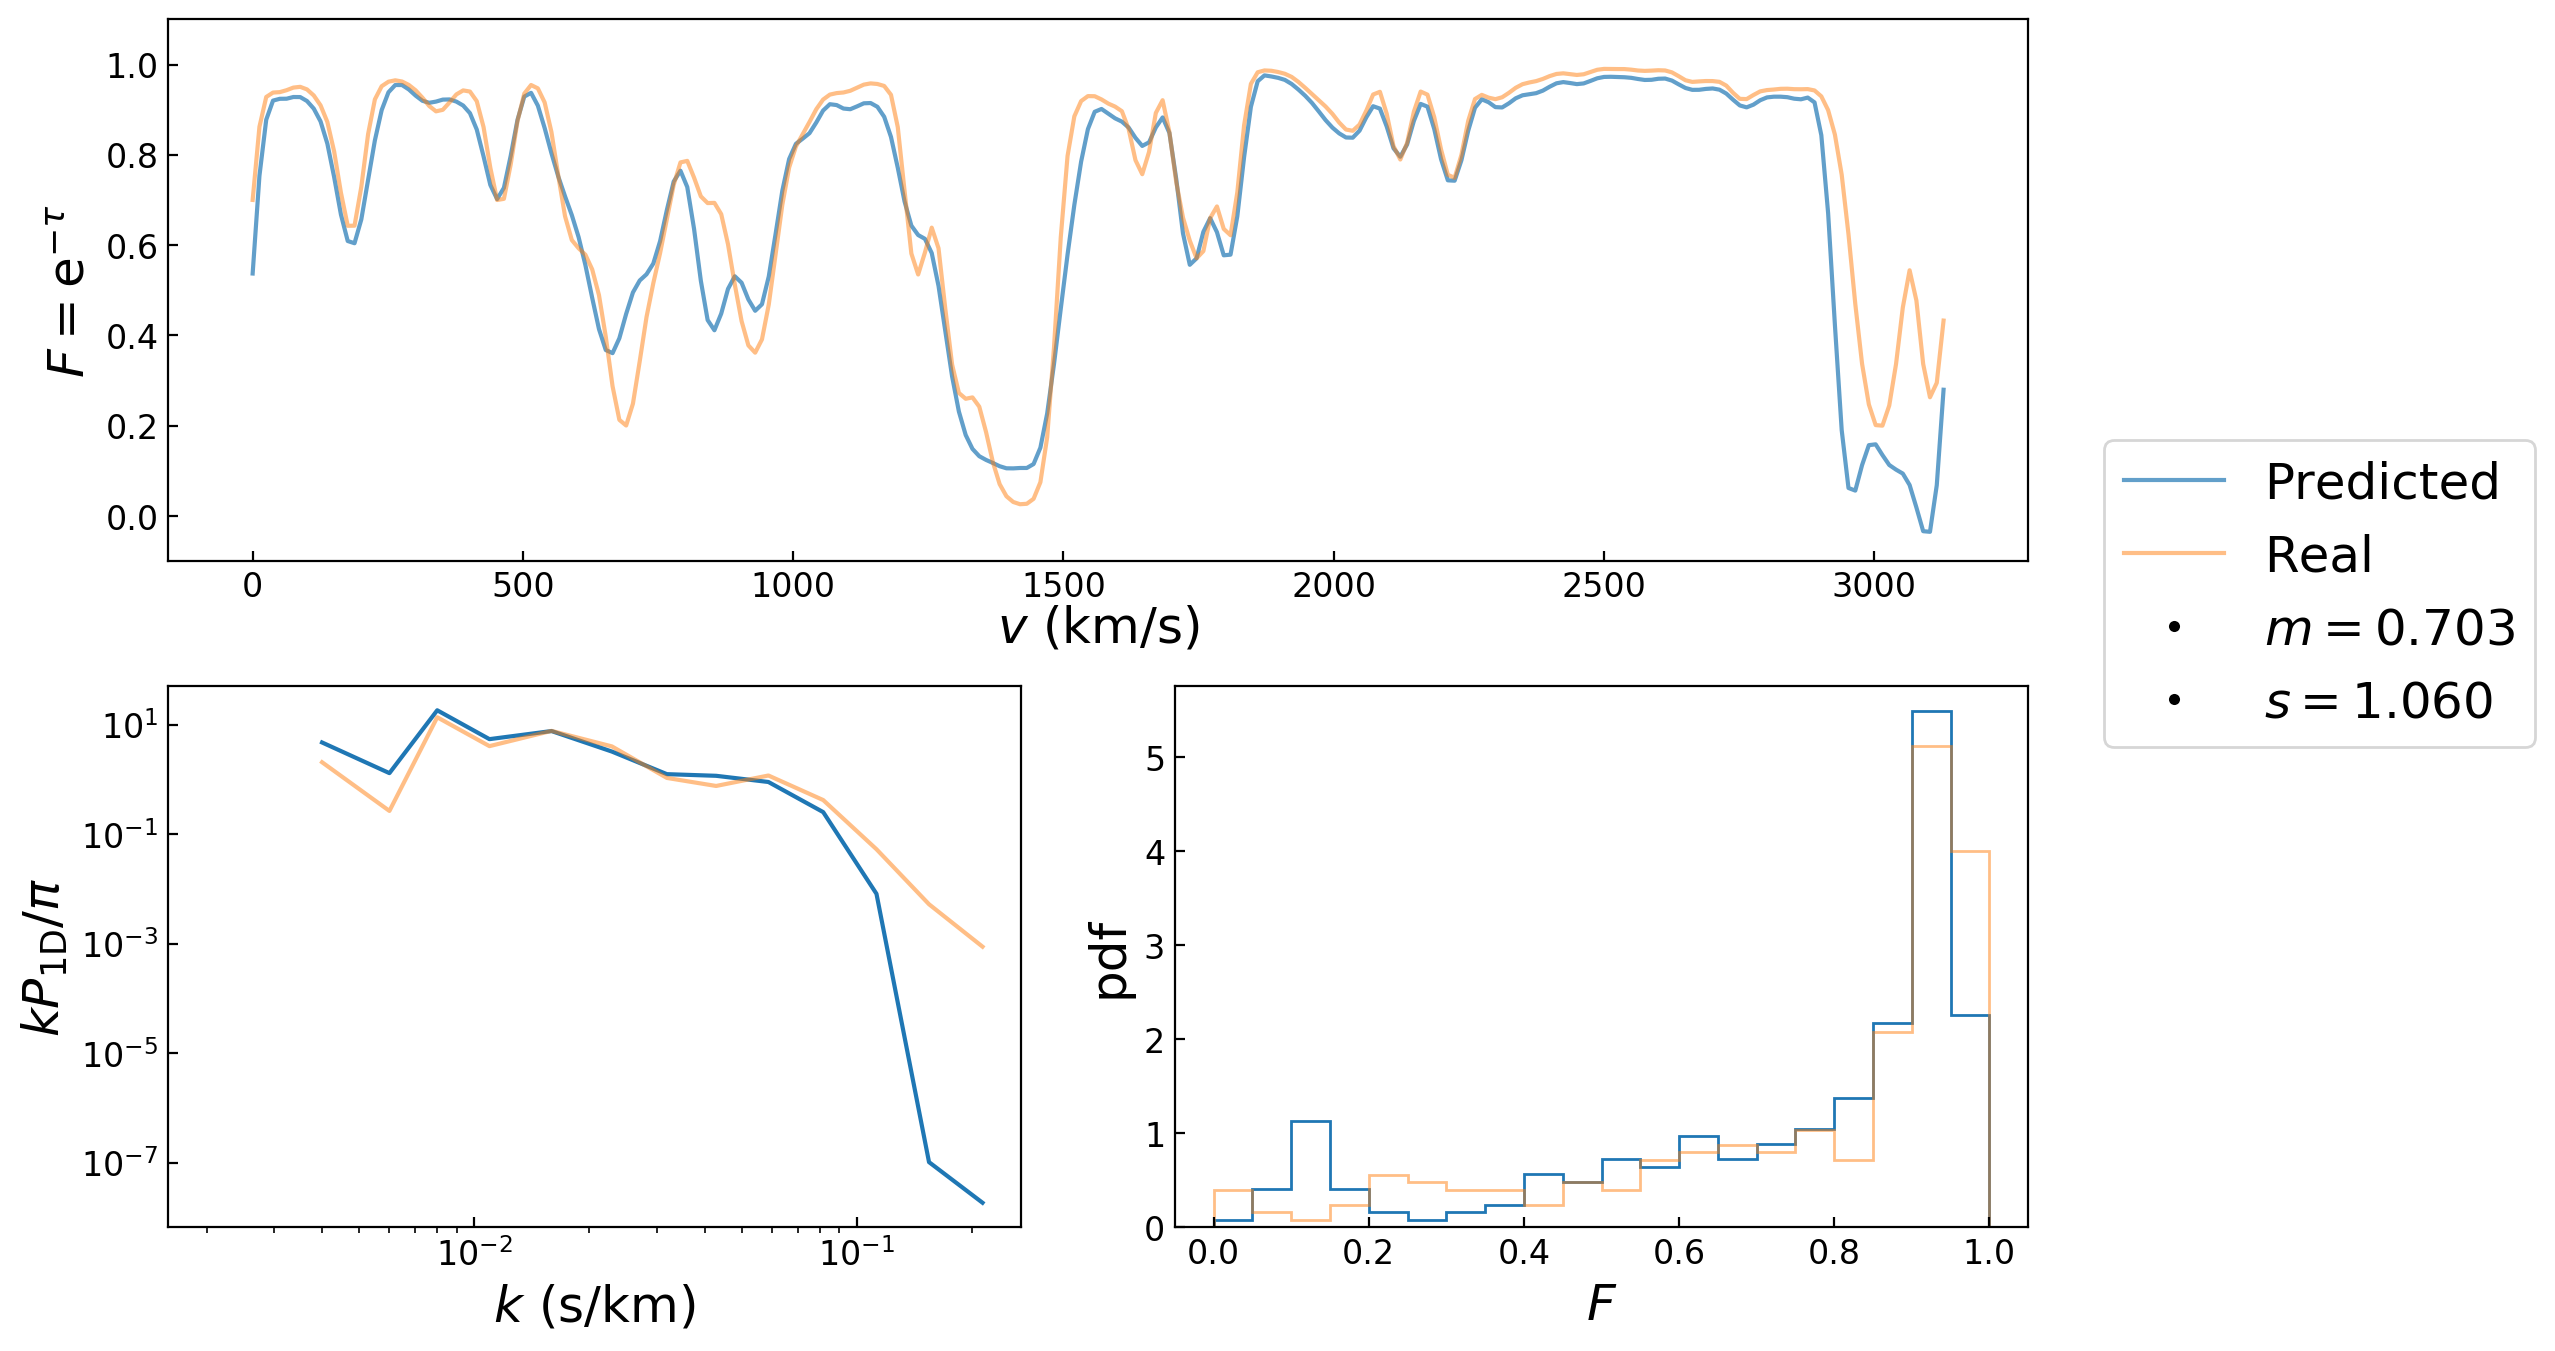 F = e^{−τ}
1.0
0.8
0.6
0.4
0.2
0.0
0 500 1000 1500 2000 2500 3000
v (km/s)
Predicted
Real
m = 0.703
s = 1.060
kP_{1D}/π
10^{1}
10^{−1}
10^{−3}
10^{−5}
10^{−7}
10^{−2} 10^{−1}
k (s/km)
pdf
5
4
3
2
1
0
0.0 0.2 0.4 0.6 0.8 1.0
F